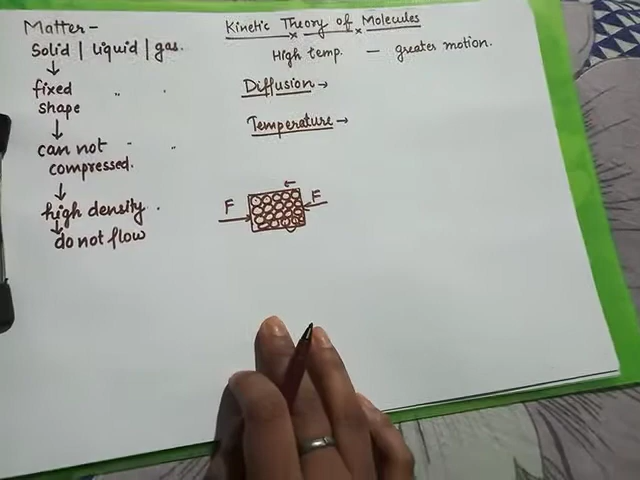 Matter-
Solid | liquid | gas.
fixed " .
shape
can not " "
compressed.
high density .
do not flow
Kinetic Theory of Molecules
High temp. — greater motion.
Diffusion→
Temperature→
F F